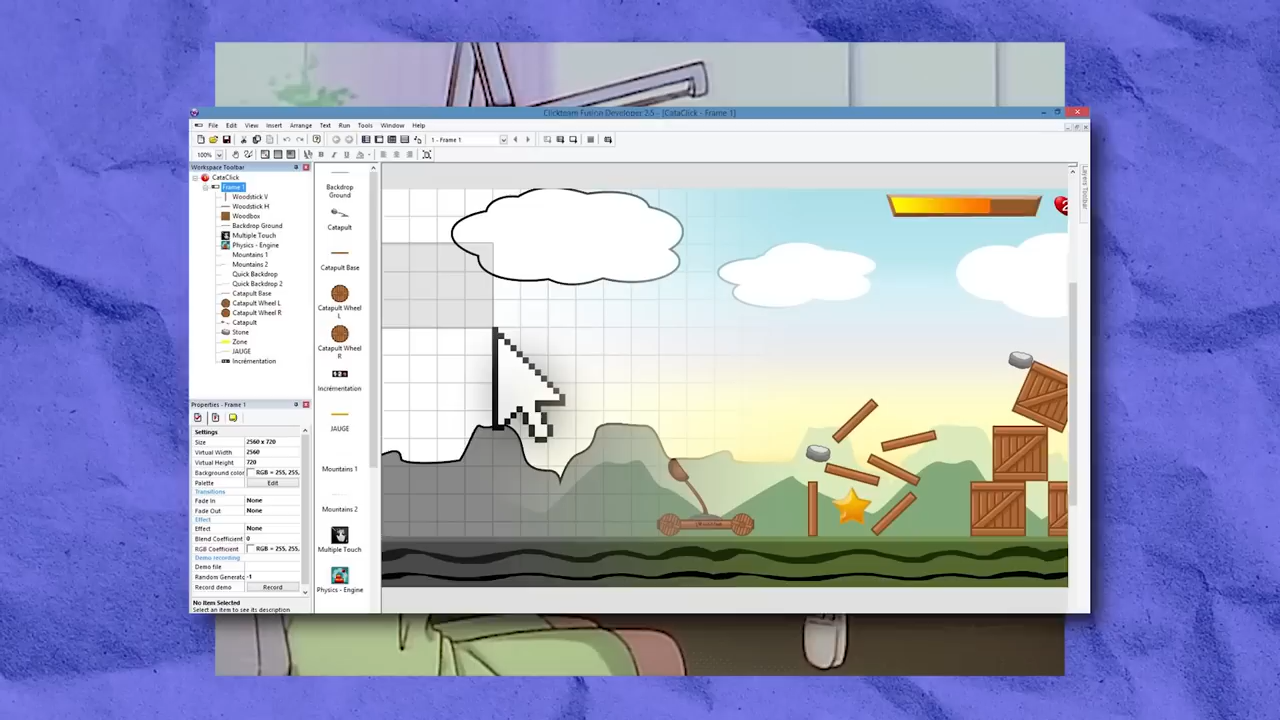 Clickteam Fusion Developer 2.5 - [CataClick - Frame 1]
File Edit View Insert Arrange Text Run Tools Window Help
1 - Frame 1
100%
Workspace Toolbar
CataClick
Frame 1
Woodstick V
Woodstick H
Woodbox
Backdrop Ground
Multiple Touch
Physics - Engine
Mountains 1
Mountains 2
Quick Backdrop
Quick Backdrop 2
Catapult Base
Catapult Wheel L
Catapult Wheel R
Catapult
Stone
Zone
JAUGE
Incrémentation
Properties - Frame 1
Settings
Size 2560 x 720
Virtual Width 2560
Virtual Height 720
Background color RGB = 255, 255,
Palette Edit
Transitions
Fade In None
Fade Out None
Effect
Effect None
Blend Coefficient 0
RGB Coefficient RGB = 255, 255,
Demo recording
Demo file
Random Generato -1
Record demo Record
No Item Selected
Select an item to see its description
Backdrop
Ground
Catapult
Catapult Base
Catapult Wheel
L
Catapult Wheel
R
Incrémentation
JAUGE
Mountains 1
Mountains 2
Multiple Touch
Physics - Engine
Layers Toolbar